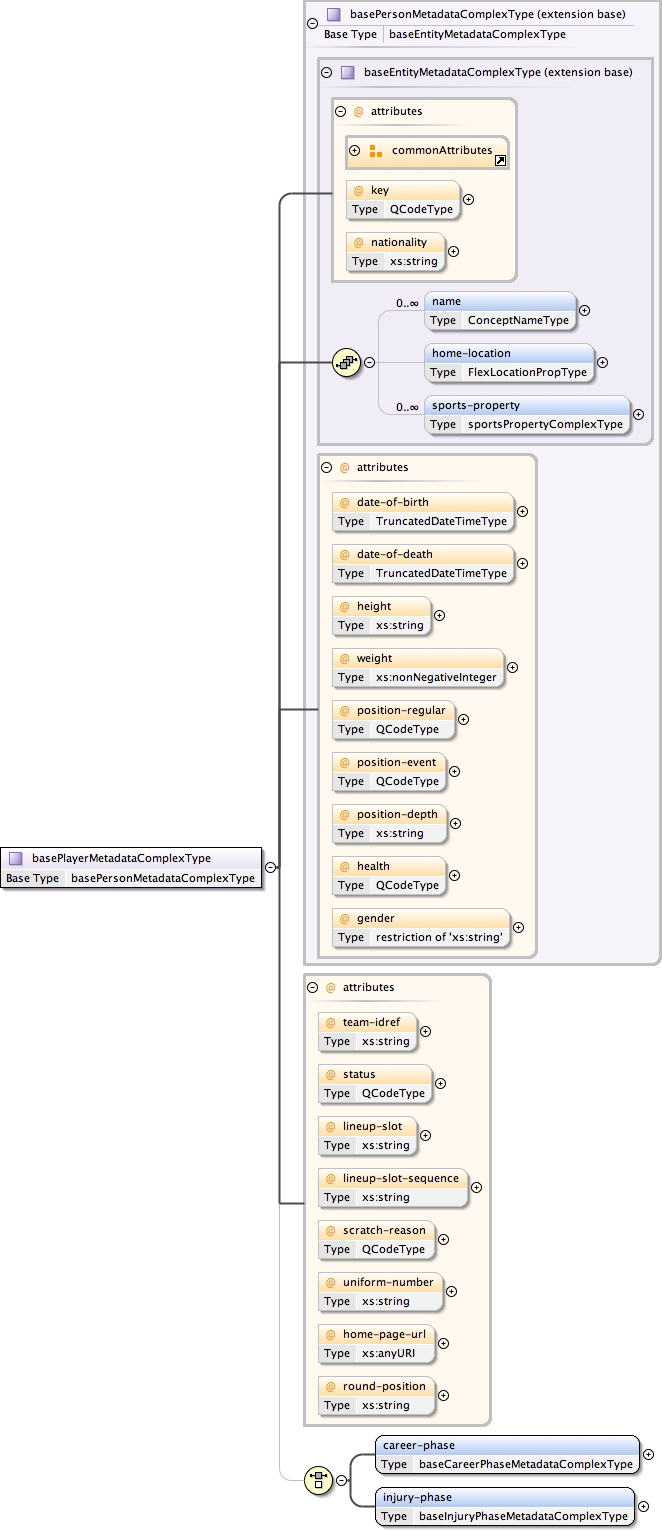 basePersonMetadataComplexType (extension base)
Base Type baseEntityMetadataComplexType
baseEntityMetadataComplexType (extension base)
@ attributes
commonAttributes
@ key
Type QCodeType
@ nationality
Type xs:string
0..∞ name
Type ConceptNameType
home-location
Type FlexLocationPropType
0..∞ sports-property
Type sportsPropertyComplexType
@ attributes
@ date-of-birth
Type TruncatedDateTimeType
@ date-of-death
Type TruncatedDateTimeType
@ height
Type xs:string
@ weight
Type xs:nonNegativeInteger
@ position-regular
Type QCodeType
@ position-event
Type QCodeType
@ position-depth
Type xs:string
@ health
Type QCodeType
@ gender
Type restriction of 'xs:string'
basePlayerMetadataComplexType
Base Type basePersonMetadataComplexType
@ attributes
@ team-idref
Type xs:string
@ status
Type QCodeType
@ lineup-slot
Type xs:string
@ lineup-slot-sequence
Type xs:string
@ scratch-reason
Type QCodeType
@ uniform-number
Type xs:string
@ home-page-url
Type xs:anyURI
@ round-position
Type xs:string
career-phase
Type baseCareerPhaseMetadataComplexType
injury-phase
Type baseInjuryPhaseMetadataComplexType